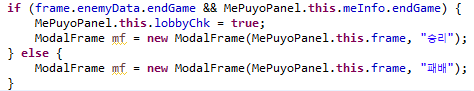 if (frame.enemyData.endGame && MePuyoPanel.this.meInfo.endGame) {
    MePuyoPanel.this.lobbyChk = true;
    ModalFrame mf = new ModalFrame(MePuyoPanel.this.frame, "승리");
} else {
    ModalFrame mf = new ModalFrame(MePuyoPanel.this.frame, "패배");
}